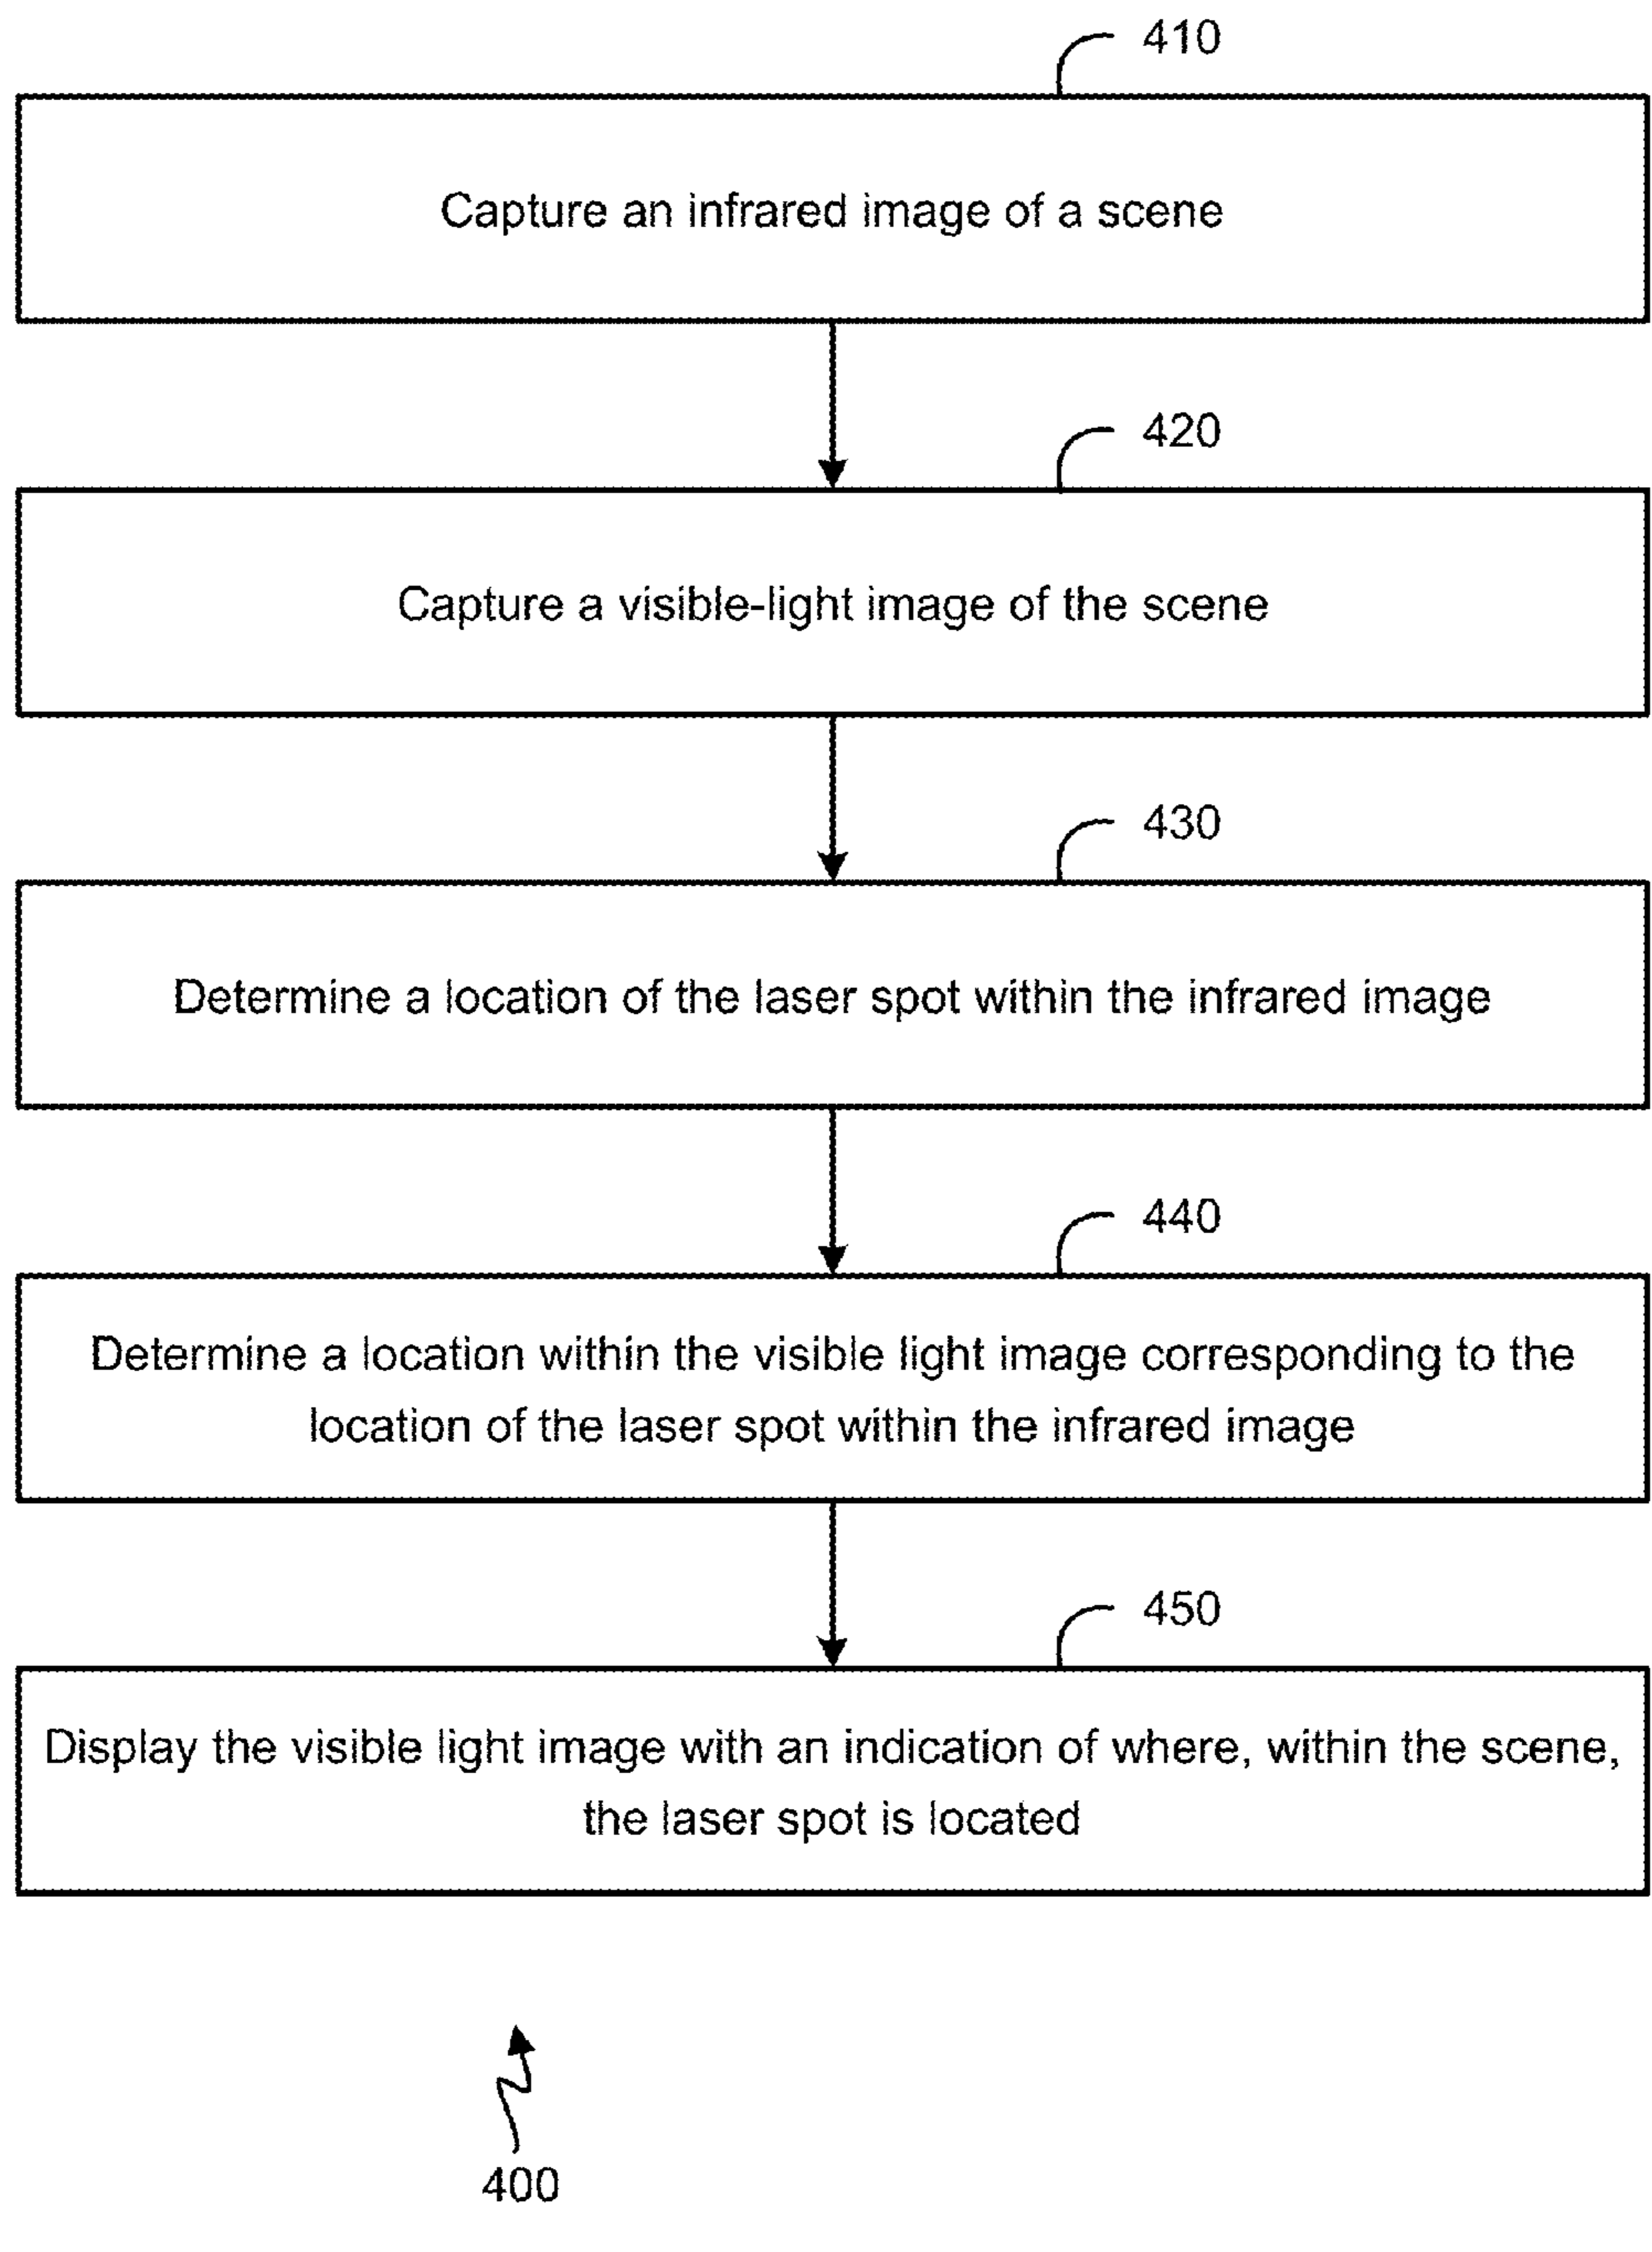 410
Capture an infrared image of a scene
420
Capture a visible-light image of the scene
430
Determine a location of the laser spot within the infrared image
440
Determine a location within the visible light image corresponding to the
location of the laser spot within the infrared image
450
Display the visible light image with an indication of where, within the scene,
the laser spot is located
400